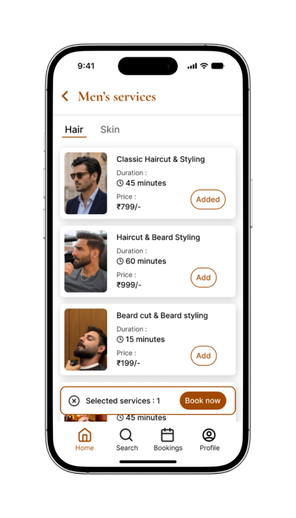 9:41
Men's services
Hair Skin
Classic Haircut & Styling
Duration :
45 minutes
Price :
₹799/-
Added
Haircut & Beard Styling
Duration :
60 minutes
Price :
₹999/-
Add
Beard cut & Beard styling
Duration :
15 minutes
Price :
₹199/-
Add
Selected services : 1 Book now
45 minutes
Home Search Bookings Profile